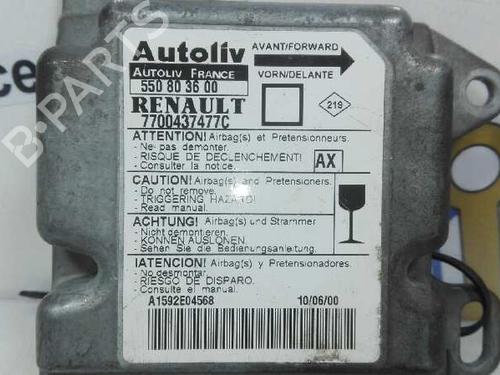 Autoliv
AVANT/FORWARD
AUTOLIV FRANCE
VORN/DELANTE
550 80 36 00
RENAULT
7700437477C
219
ATTENTION! Airbag(s) et Pretensionneurs.
- Ne pas demonter.
- RISQUE DE DECLENCHEMENT!
- Consulter la notice.
AX
CAUTION! Airbag(s) and Pretensioners.
- Do not remove.
- TRIGGERING HAZARD!
- Read manual.
ACHTUNG! Airbag(s) und Strammer
- Nicht demontieren.
- KÖNNEN AUSLÖNEN.
- Sehen Sie die Bedienungsanleitung.
IATENCION! Airbag(s) y Pretensionadores.
- No desmontar.
- RIESGO DE DISPARO.
- Consulte el manual.
A1592E04568
10/06/00
B-PARTS